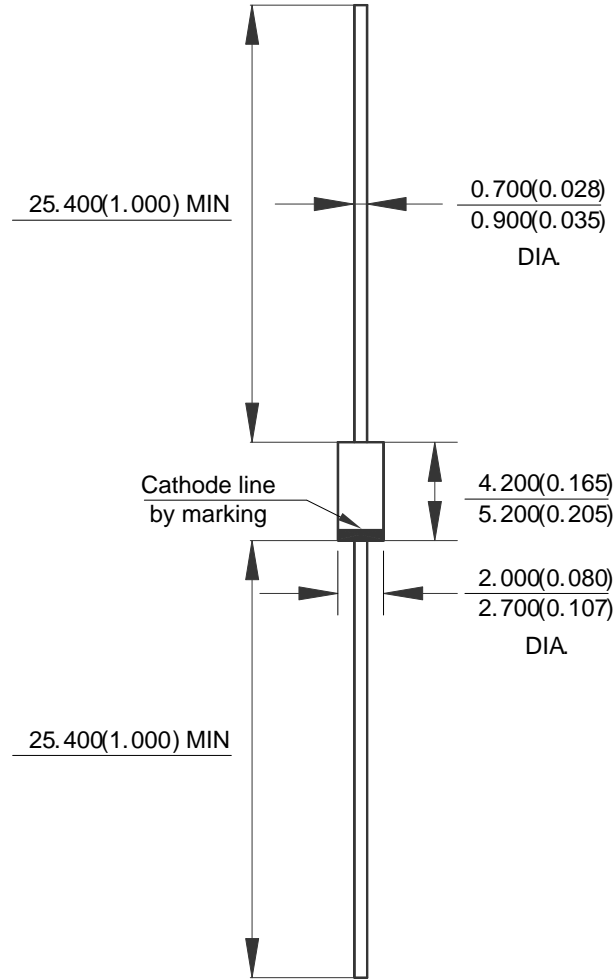 25.400(1.000) MIN
0.700(0.028)
0.900(0.035)
DIA.
Cathode line
by marking
4.200(0.165)
5.200(0.205)
2.000(0.080)
2.700(0.107)
DIA.
25.400(1.000) MIN